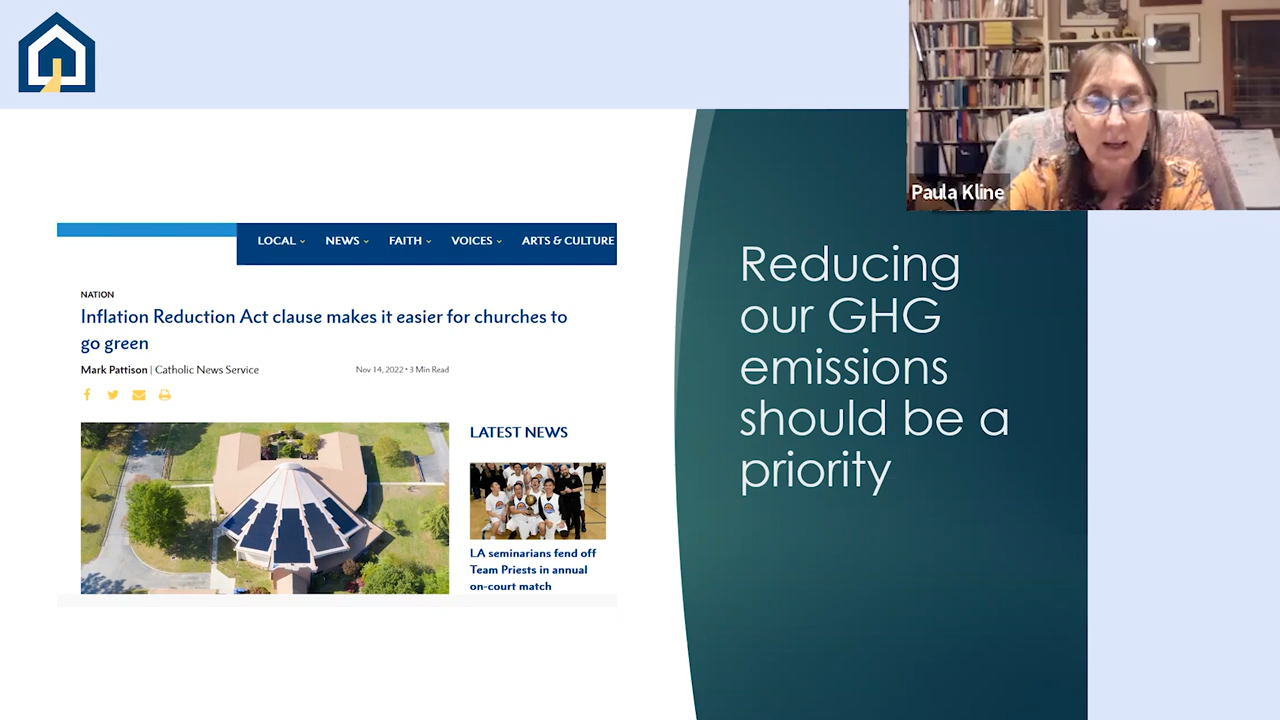 Paula Kline
LOCAL NEWS FAITH VOICES ARTS & CULTURE
NATION
Inflation Reduction Act clause makes it easier for churches to
go green
Mark Pattison | Catholic News Service
Nov 14, 2022 • 3 Min Read
LATEST NEWS
LA seminarians fend off
Team Priests in annual
on-court match
Reducing
our GHG
emissions
should be a
priority